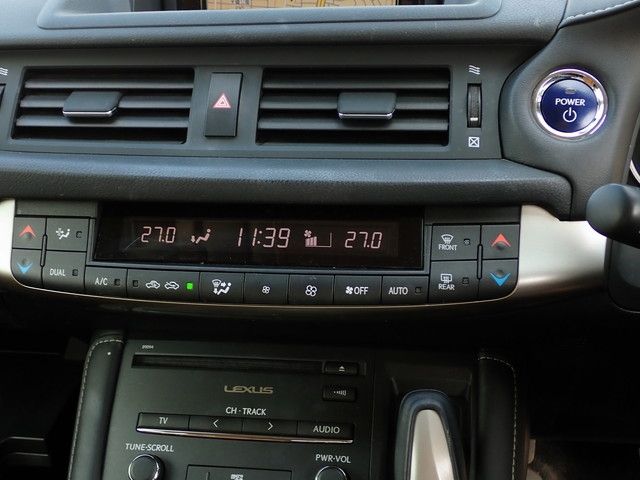 POWER
27.0 11:39 27.0
FRONT
DUAL
A/C
OFF
AUTO
REAR
LEXUS
CH · TRACK
TV
AUDIO
TUNE·SCROLL
PWR·VOL